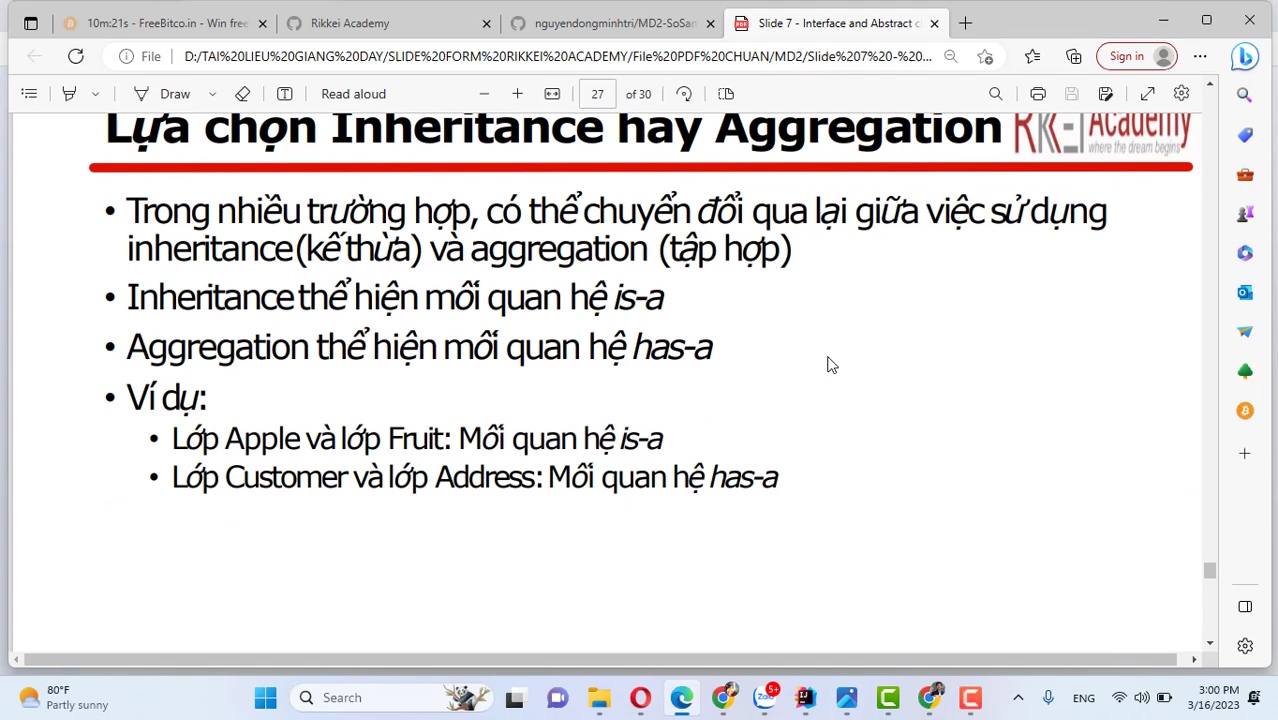 10m:21s - FreeBitco.in - Win free
Rikkei Academy
nguyendongminhtri/MD2-SoSan
Slide 7 - Interface and Abstract c
File
D:/TAI%20LIEU%20GIANG%20DAY/SLIDE%20FORM%20RIKKEI%20ACADEMY/File%20PDF%20CHUAN/MD2/Slide%207%20-%20...
Sign in
Draw
Read aloud
27 of 30
Lựa chọn Inheritance hay Aggregation
Academy
where the dream begins
• Trong nhiều trường hợp, có thể chuyển đổi qua lại giữa việc sử dụng
inheritance (kế thừa) và aggregation (tập hợp)
• Inheritance thể hiện mối quan hệ is-a
• Aggregation thể hiện mối quan hệ has-a
• Ví dụ:
• Lớp Apple và lớp Fruit: Mối quan hệ is-a
• Lớp Customer và lớp Address: Mối quan hệ has-a
80°F
Partly sunny
Search
5+
ENG
3:00 PM
3/16/2023